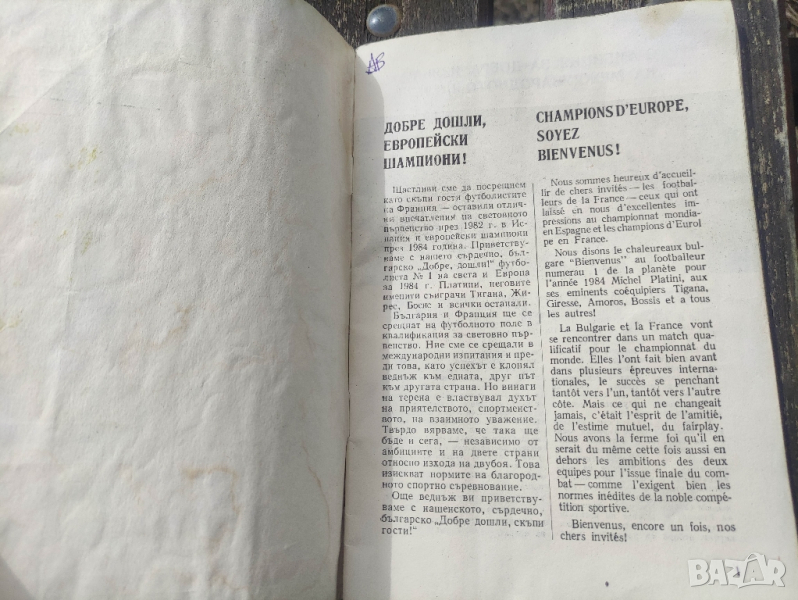 АВ
ДОБРЕ ДОШЛИ,
ЕВРОПЕЙСКИ
ШАМПИОНИ!
Щастливи сме да посрещнем
като скъпи гости футболистите
на Франция — оставили отлич-
ни впечатления на световното
първенство през 1982 г. в Ис-
пания и европейски шампиони
през 1984 година. Приветству-
ваме с нашето сърдечно, бъл-
гарско „Добре, дошли!" футбо-
листа № 1 на света и Европа
за 1984 г. Платини, неговите
именити съиграчи Тигана, Жи-
рес, Босис и всички останали.
България и Франция ще се
срещнат на футболното поле в
квалификация за световно пър-
венство. Ние сме се срещали в
международни изпитания и пре-
ди това, като успехът е клонял
веднъж към едната, друг път
към другата страна. Но винаги
на терена е властвувал духът
на приятелството, спортменст-
вото, на взаимното уважение.
Твърдо вярваме, че така ще
бъде и сега, — независимо от
амбициите и на двете страни
относно изхода на двубоя. Това
изискват нормите на благород-
ното спортно съревнование.
Още веднъж ви приветству-
ваме с нашенското, сърдечно,
българско „Добре дошли, скъпи
гости!"
CHAMPIONS D'EUROPE,
SOYEZ
BIENVENUS!
Nous sommes heureux d'accueil-
lir de chers invités — les footbal-
leurs de la France — ceux qui ont
laissé en nous d'excellentes im-
pressions au championnat mondia-
en Espagne et les champions d'Eurol
pe en France.
Nous disons le chaleureaux bul-
gare "Bienvenus" au footballeur
numerau 1 de la planète pour
l'année 1984 Michel Platini, aux
ses eminents coéquipiers Tigana,
Giresse, Amoros, Bossis et a tous
les autres!
La Bulgarie et la France vont
se rencontrer dans un match qua-
lificatif pour le championnat du
monde. Elles l'ont fait bien avant
dans plusieurs épreuves interna-
tionales, le succès se penchant
tantôt vers l'un, tantôt vers l'autre
côte. Mais ce qui ne changeait
jamais, c'était l'esprit de l'amitié,
de l'estime mutuel, du fairplay.
Nous avons la ferme foi qu'il en
serait du même cette fois aussi en
dehors les ambitions des deux
equipes pour l'issue finale du com-
bat — comme l'exigent bien les
normes inédites de la noble compé-
tition sportive.
Bienvenus, encore un fois, nos
chers invités!
BAZAR